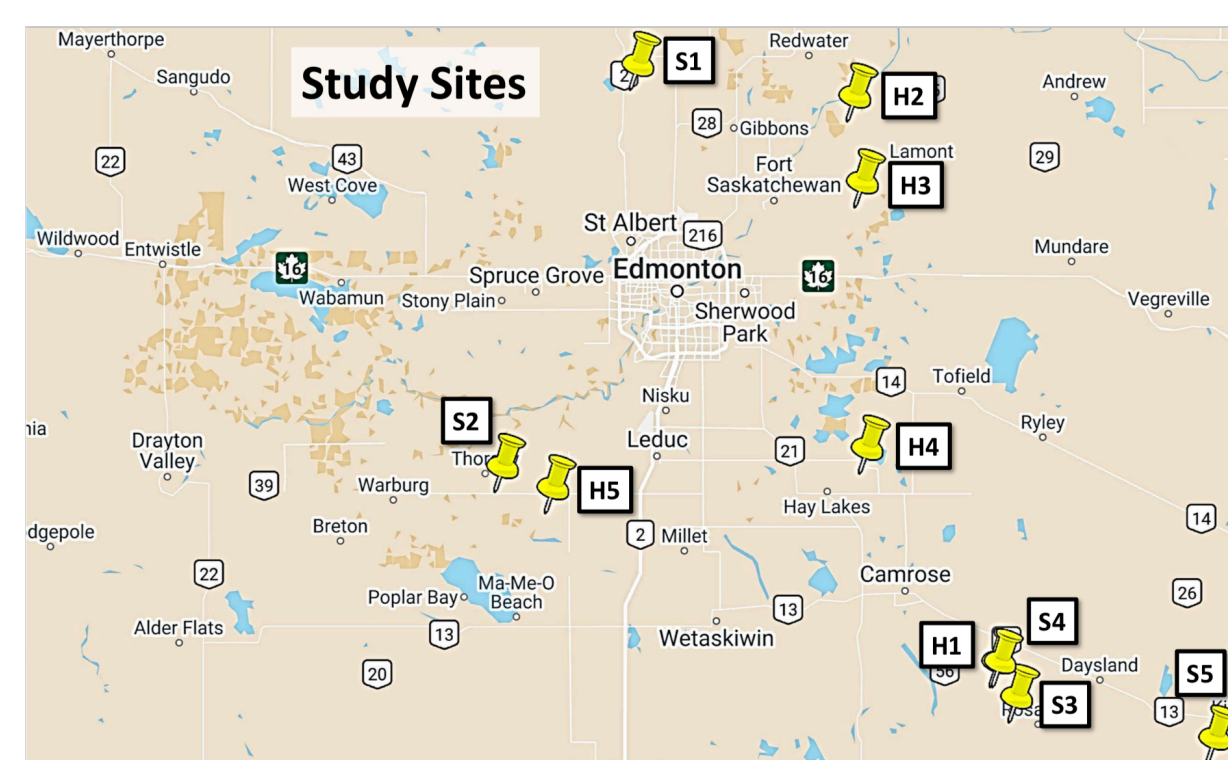 Study Sites
Mayerthorpe
Sangudo
S1
2
Redwater
H2
Andrew
28
Gibbons
22
43
West Cove
Fort
Saskatchewan
Lamont
H3
29
St Albert
216
Wildwood
Entwistle
16
Wabamun
Spruce Grove
Stony Plain
Edmonton
Sherwood
Park
16
Mundare
Vegreville
14
Tofield
Nisku
S2
Drayton
Valley
Leduc
21
H4
Ryley
39
Warburg
H5
Hay Lakes
Breton
2
Millet
14
22
Poplar Bay
Ma-Me-O
Beach
Camrose
26
Alder Flats
13
13
Wetaskiwin
20
H1
S4
56
Daysland
S3
S5
13